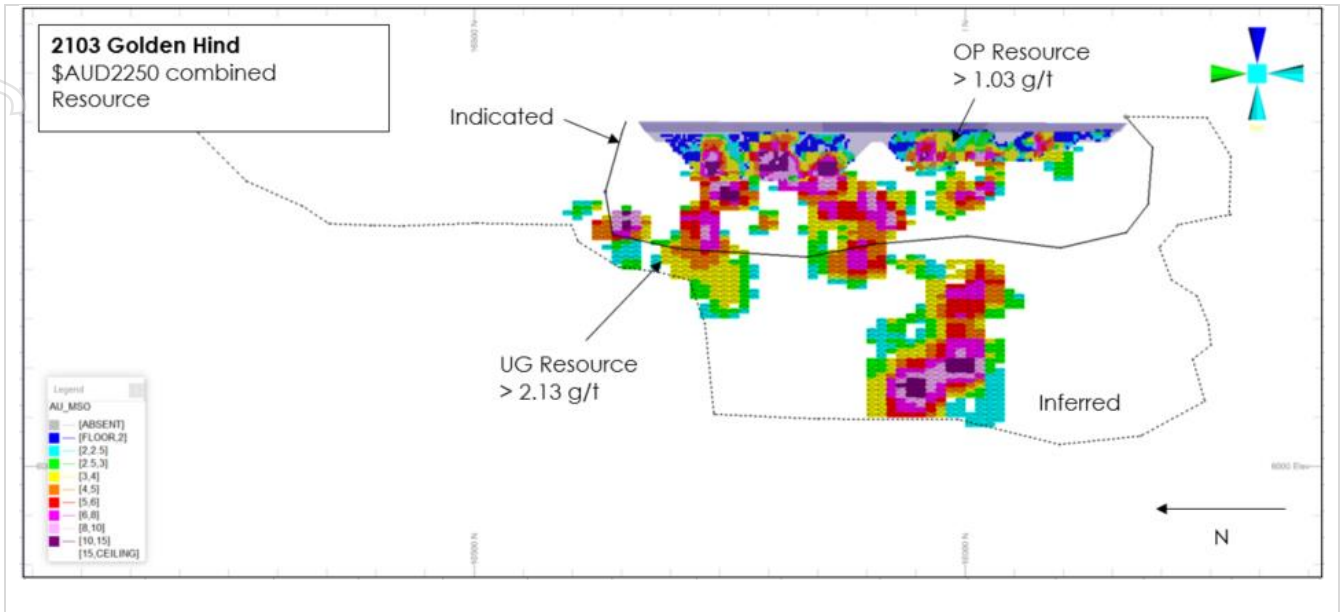 2103 Golden Hind
$AUD2250 combined
Resource
Indicated
OP Resource
> 1.03 g/t
UG Resource
> 2.13 g/t
Inferred
N
Legend
AU_MSO
[ABSENT]
[FLOOR,2]
[2,2.5]
[2.5,3]
[3,4]
[4,5]
[5,6]
[6,8]
[8,10]
[10,15]
[15,CEILING]